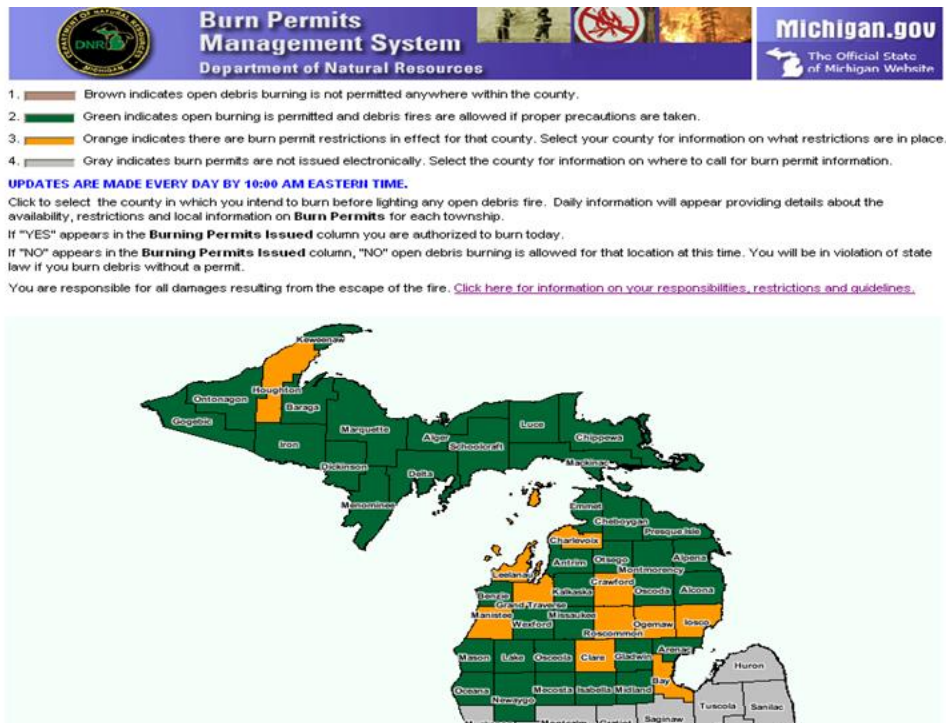 DEPARTMENT OF NATURAL RESOURCES
DNR
MICHIGAN
Burn Permits
Management System
Department of Natural Resources
Michigan.gov
The Official State
of Michigan Website
1. Brown indicates open debris burning is not permitted anywhere within the county.
2. Green indicates open burning is permitted and debris fires are allowed if proper precautions are taken.
3. Orange indicates there are burn permit restrictions in effect for that county. Select your county for information on what restrictions are in place.
4. Gray indicates burn permits are not issued electronically. Select the county for information on where to call for burn permit information.
UPDATES ARE MADE EVERY DAY BY 10:00 AM EASTERN TIME.
Click to select the county in which you intend to burn before lighting any open debris fire. Daily information will appear providing details about the
availability, restrictions and local information on Burn Permits for each township.
If "YES" appears in the Burning Permits Issued column you are authorized to burn today.
If "NO" appears in the Burning Permits Issued column, "NO" open debris burning is allowed for that location at this time. You will be in violation of state
law if you burn debris without a permit.
You are responsible for all damages resulting from the escape of the fire. Click here for information on your responsibilities, restrictions and guidelines.
Keweenaw
Houghton
Ontonagon
Baraga
Gogebic
Marquette
Iron
Alger
Luce
Schoolcraft
Chippewa
Dickinson
Delta
Mackinac
Menominee
Emmet
Cheboygan
Presque Isle
Charlevoix
Antrim
Otsego
Alpena
Montmorency
Leelanau
Crawford
Benzie
Kalkaska
Oscoda
Alcona
Grand Traverse
Manistee
Wexford
Missaukee
Roscommon
Ogemaw
Iosco
Mason
Lake
Osceola
Clare
Gladwin
Arenac
Huron
Bay
Oceana
Newaygo
Mecosta
Isabella
Midland
Tuscola
Sanilac
Saginaw